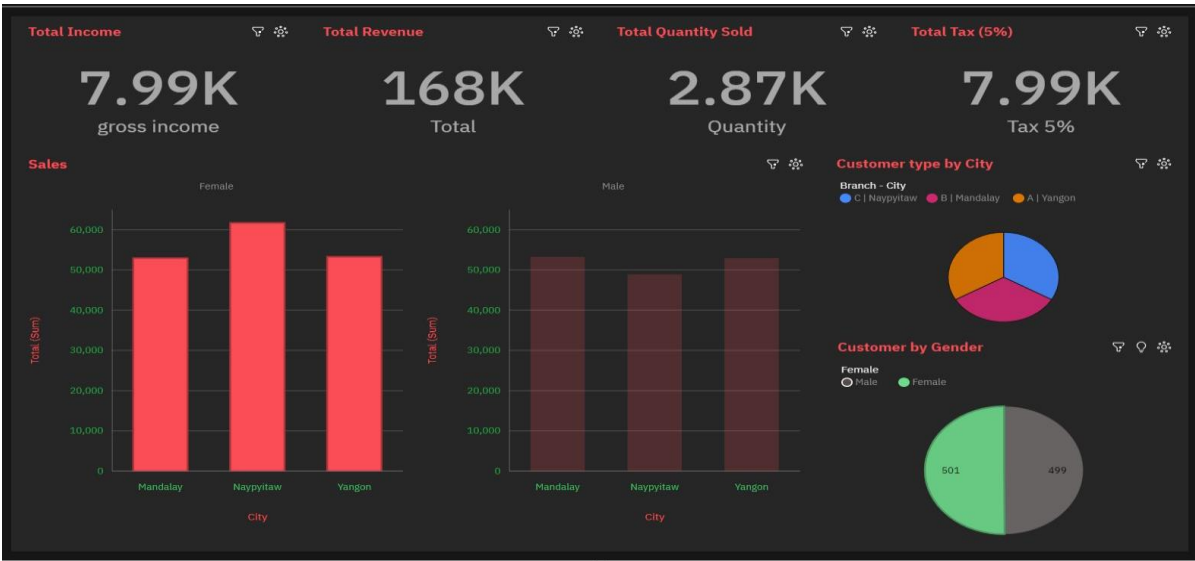 Total Income
Total Revenue
Total Quantity Sold
Total Tax (5%)
7.99K
168K
2.87K
7.99K
gross income
Total
Quantity
Tax 5%
Sales
Female
Male
Total (Sum)
60,000
50,000
40,000
30,000
20,000
10,000
0
Mandalay
Naypyitaw
Yangon
City
Total (Sum)
60,000
50,000
40,000
30,000
20,000
10,000
0
Mandalay
Naypyitaw
Yangon
City
Customer type by City
Branch - City
C | Naypyitaw
B | Mandalay
A | Yangon
Customer by Gender
Female
Male
Female
501
499